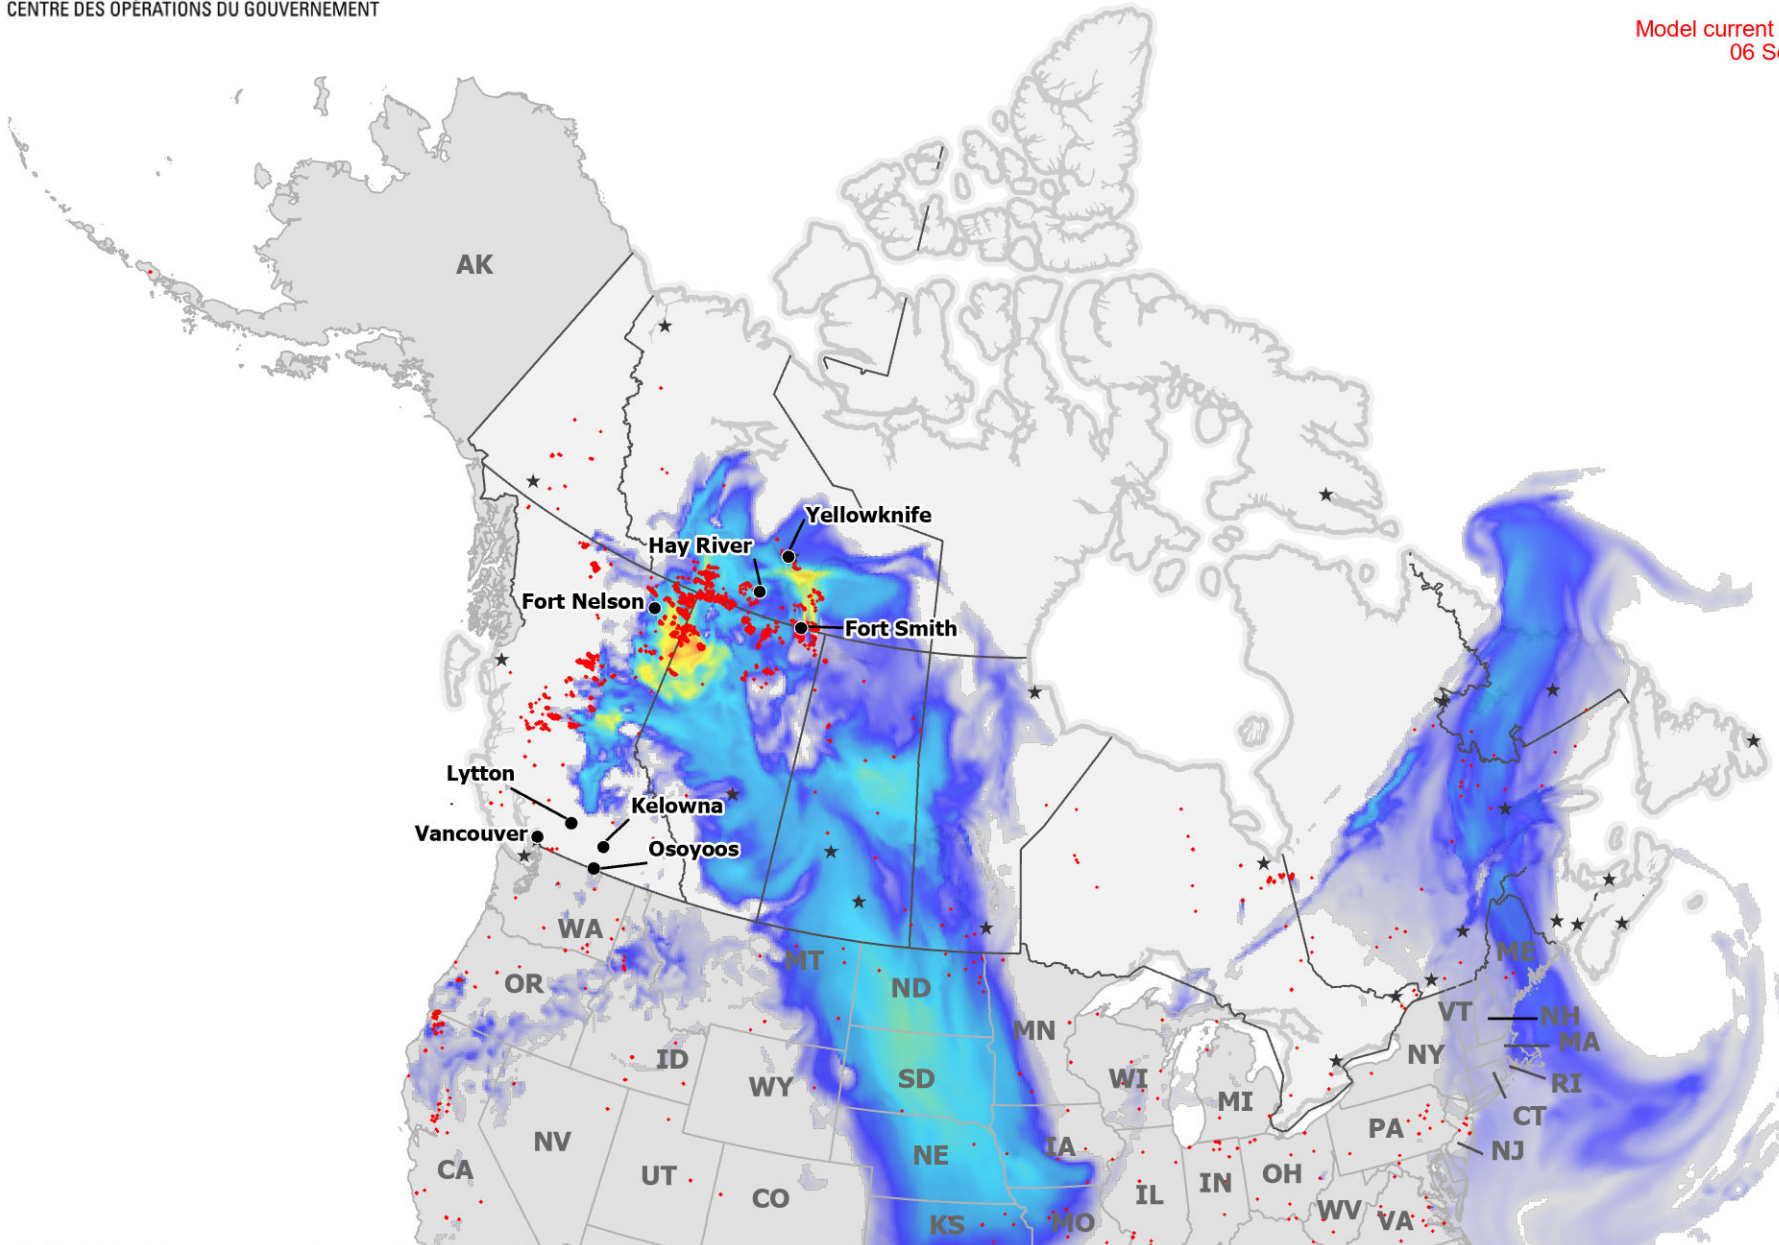 CENTRE DES OPÉRATIONS DU GOUVERNEMENT
Model current
06 Se
AK
Yellowknife
Hay River
Fort Nelson
Fort Smith
Lytton
Kelowna
Vancouver
Osoyoos
WA
MT
ND
OR
MN
ME
VT
NH
MA
NY
ID
WY
SD
WI
MI
RI
CT
NV
CA
UT
CO
NE
IA
PA
NJ
IL
IN
OH
KS
MO
WV
VA